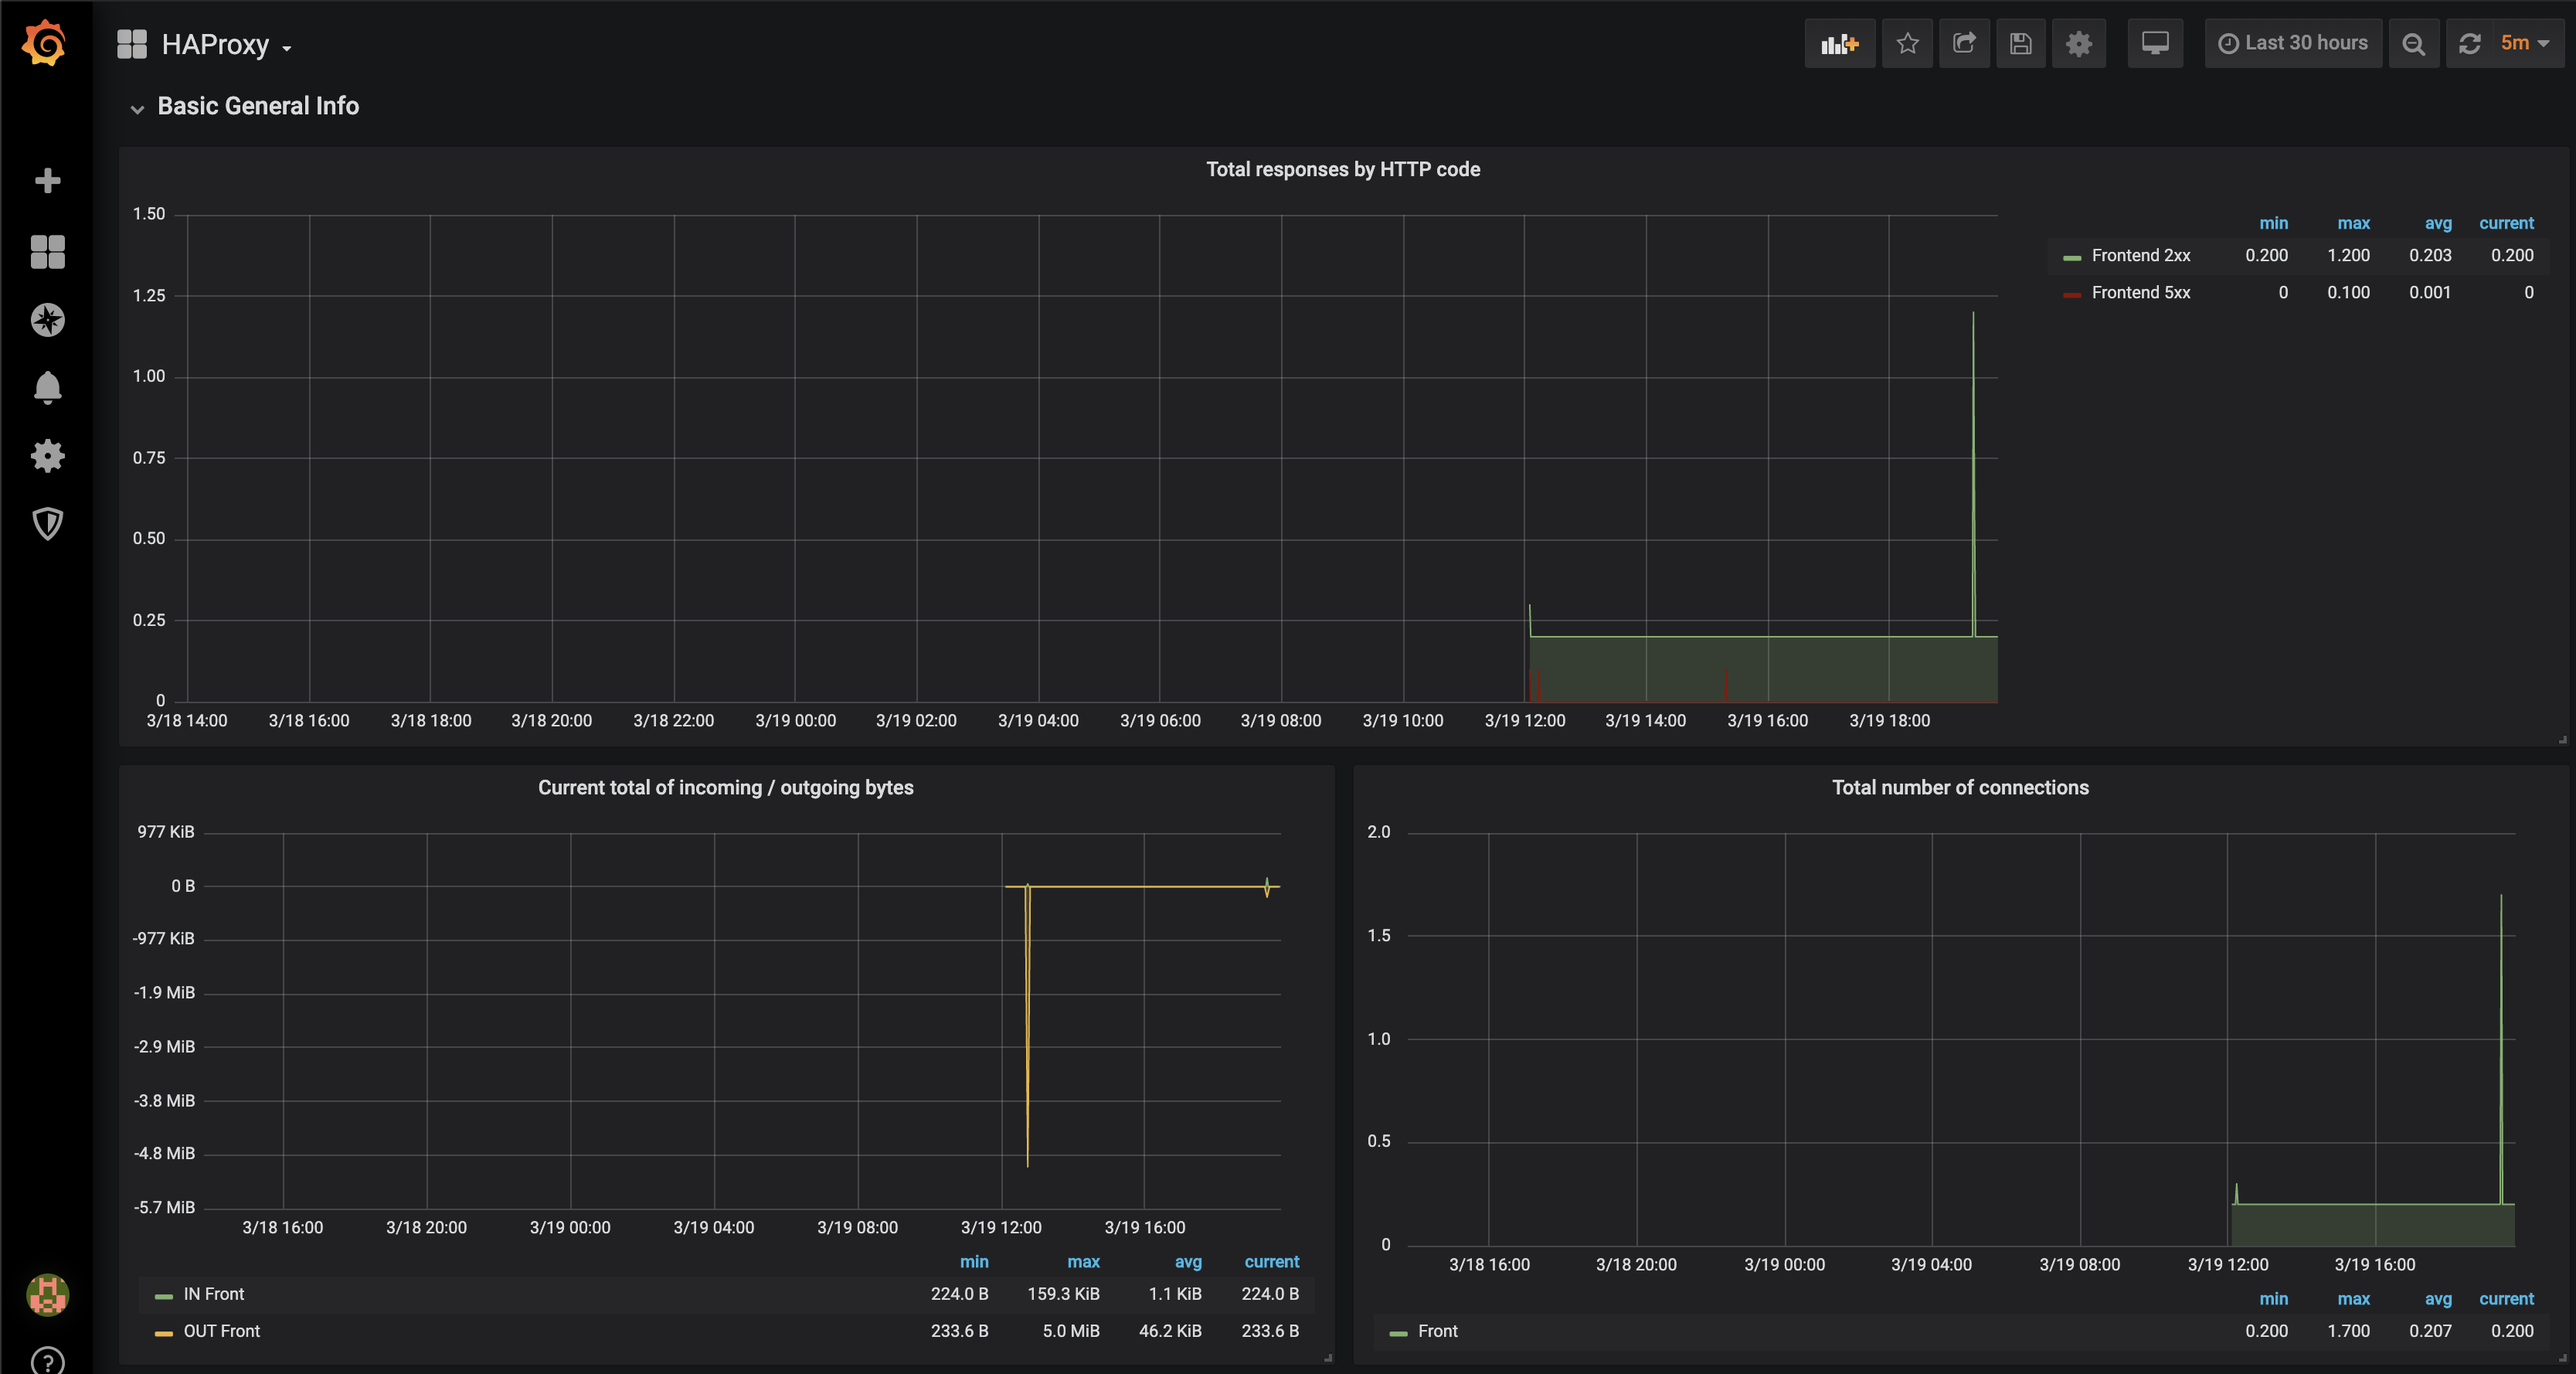 HAProxy
Last 30 hours
5m
Basic General Info
Total responses by HTTP code
1.50
1.25
1.00
0.75
0.50
0.25
0
3/18 14:00 3/18 16:00 3/18 18:00 3/18 20:00 3/18 22:00 3/19 00:00 3/19 02:00 3/19 04:00 3/19 06:00 3/19 08:00 3/19 10:00 3/19 12:00 3/19 14:00 3/19 16:00 3/19 18:00
min max avg current
Frontend 2xx 0.200 1.200 0.203 0.200
Frontend 5xx 0 0.100 0.001 0
Current total of incoming / outgoing bytes
977 KiB
0 B
-977 KiB
-1.9 MiB
-2.9 MiB
-3.8 MiB
-4.8 MiB
-5.7 MiB
3/18 16:00 3/18 20:00 3/19 00:00 3/19 04:00 3/19 08:00 3/19 12:00 3/19 16:00
min max avg current
IN Front 224.0 B 159.3 KiB 1.1 KiB 224.0 B
OUT Front 233.6 B 5.0 MiB 46.2 KiB 233.6 B
Total number of connections
2.0
1.5
1.0
0.5
0
3/18 16:00 3/18 20:00 3/19 00:00 3/19 04:00 3/19 08:00 3/19 12:00 3/19 16:00
min max avg current
Front 0.200 1.700 0.207 0.200